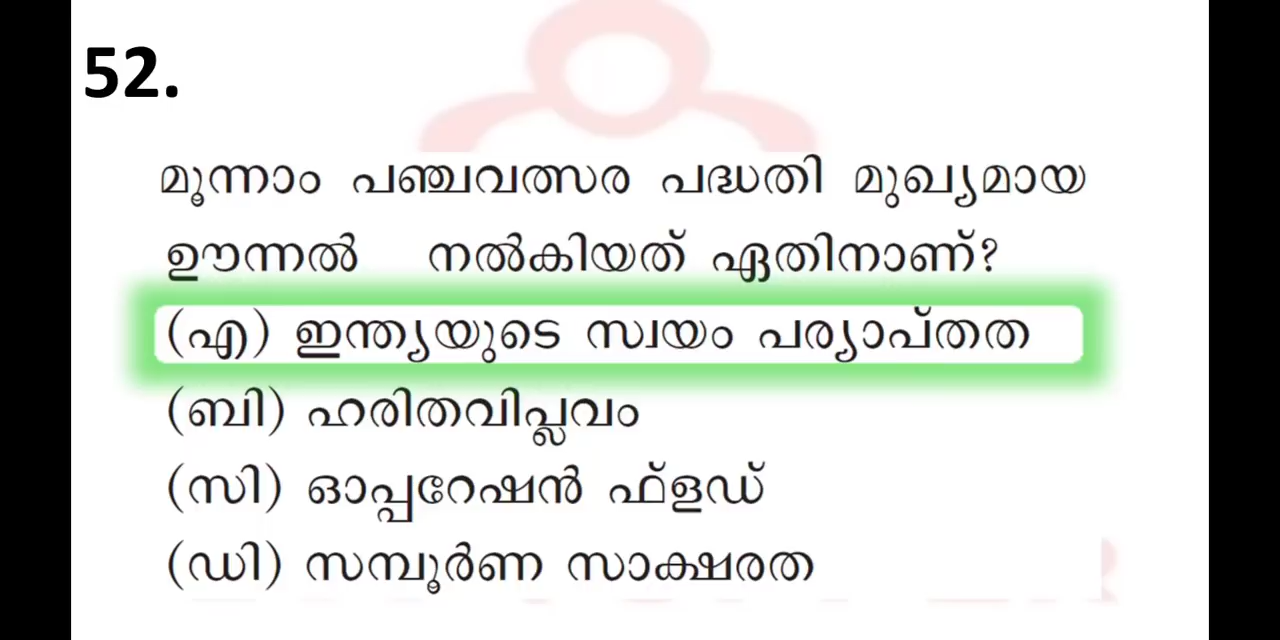 52.
മൂന്നാം പഞ്ചവത്സര പദ്ധതി മുഖ്യമായ
ഊന്നൽ നൽകിയത് ഏതിനാണ്?
(എ) ഇന്ത്യയുടെ സ്വയം പര്യാപ്തത
(ബി) ഹരിതവിപ്ലവം
(സി) ഓപ്പറേഷൻ ഫ്ളഡ്
(ഡി) സമ്പൂർണ സാക്ഷരത